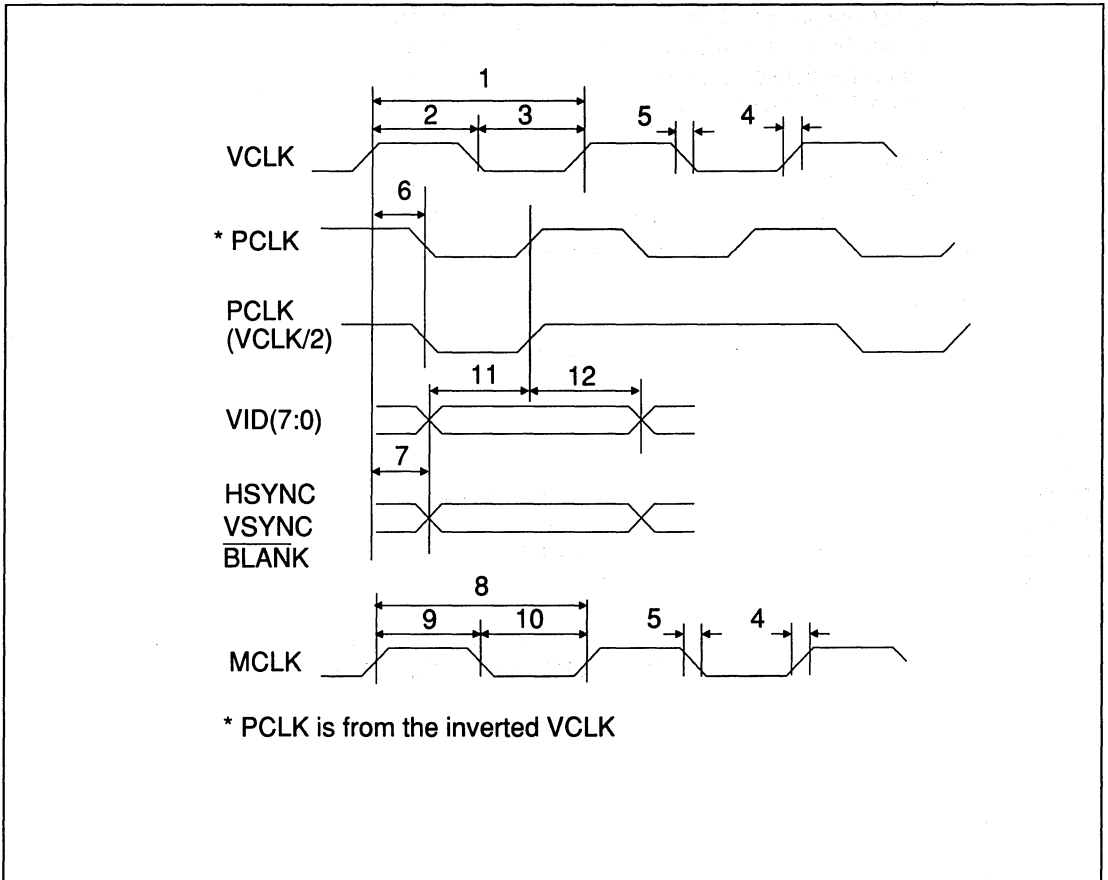 1
2 3 5 4
VCLK
6
* PCLK
PCLK
(VCLK/2)
11 12
VID(7:0)
7
HSYNC
VSYNC
BLANK
8
9 10 5 4
MCLK
* PCLK is from the inverted VCLK